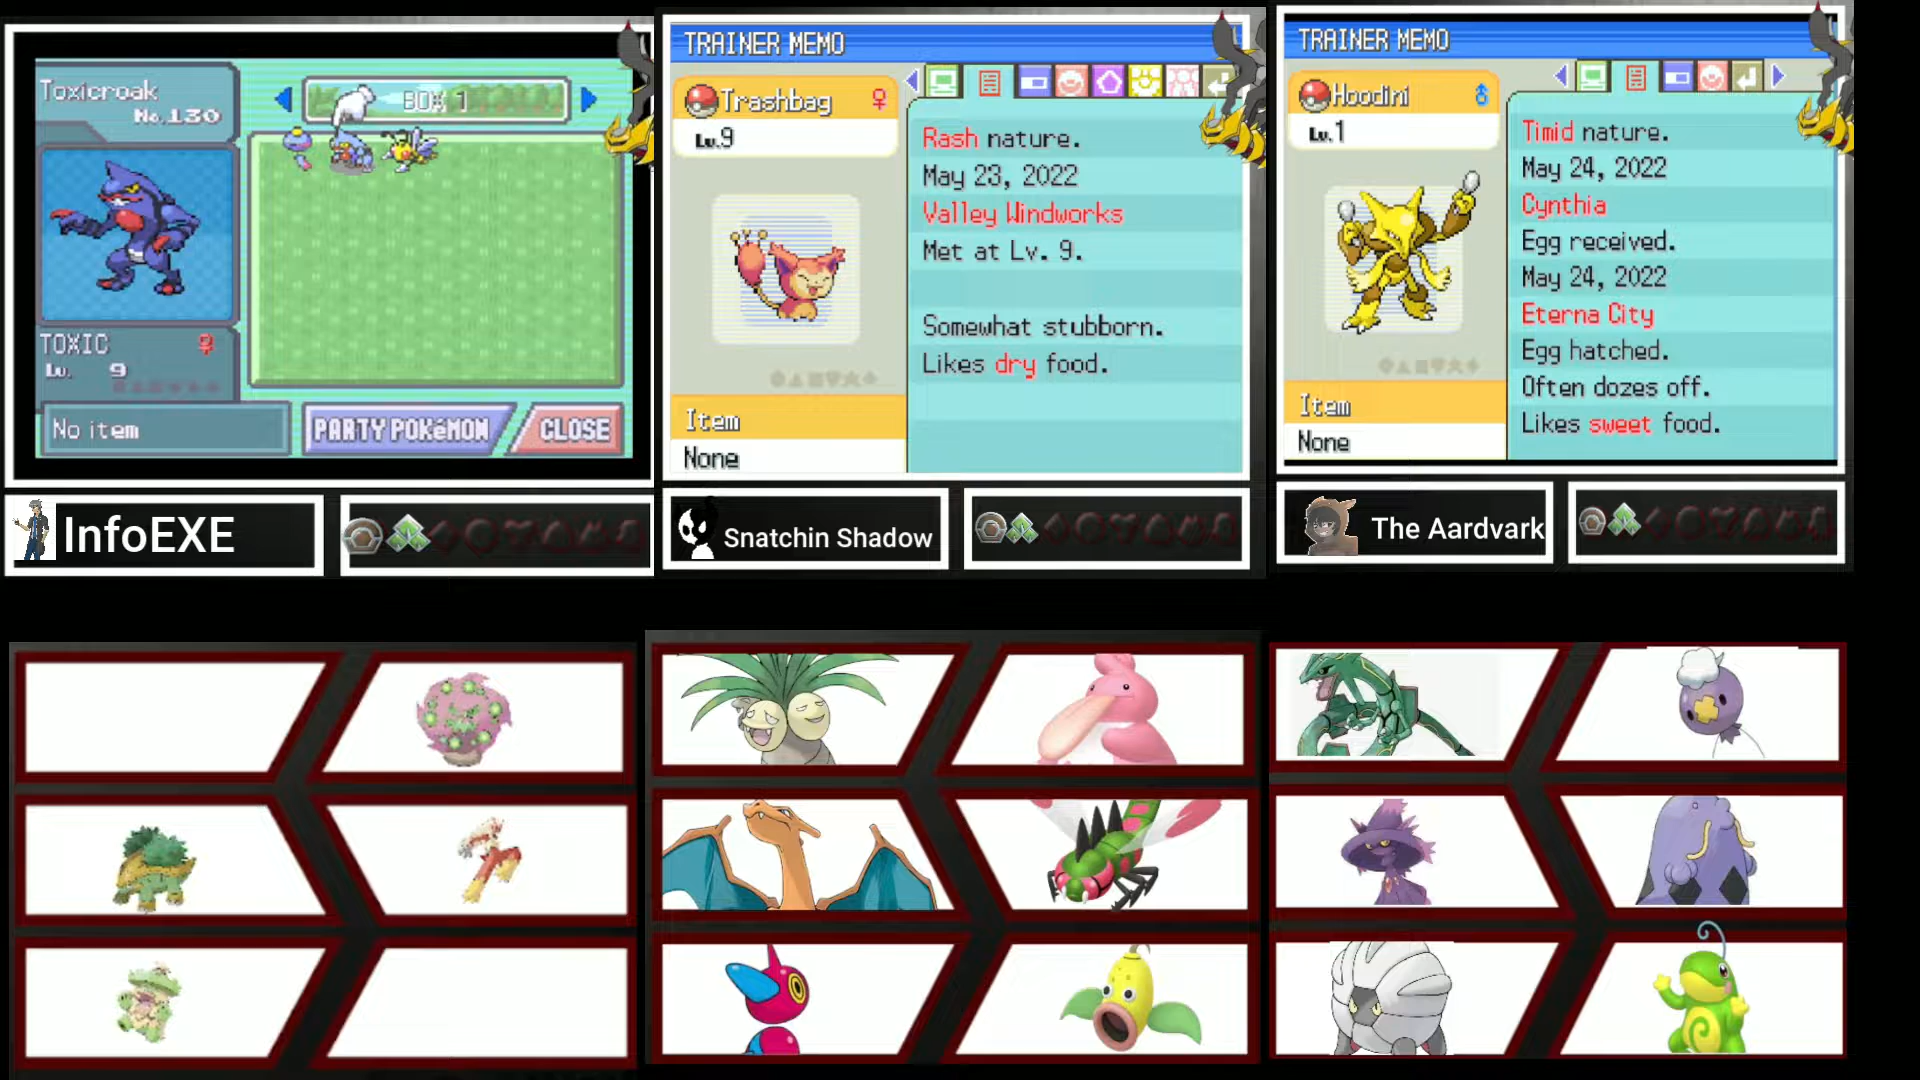 Toxicroak
No.130
BOX 1
TOXIC ♀
Lv. 9
No item
PARTY POKéMON
CLOSE
InfoEXE
TRAINER MEMO
Trashbag ♀
Lv.9
Rash nature.
May 23, 2022
Valley Windworks
Met at Lv. 9.
Somewhat stubborn.
Likes dry food.
Item
None
Snatchin Shadow
TRAINER MEMO
Hoodini ♂
Lv.1
Timid nature.
May 24, 2022
Cynthia
Egg received.
May 24, 2022
Eterna City
Egg hatched.
Often dozes off.
Likes sweet food.
Item
None
The Aardvark